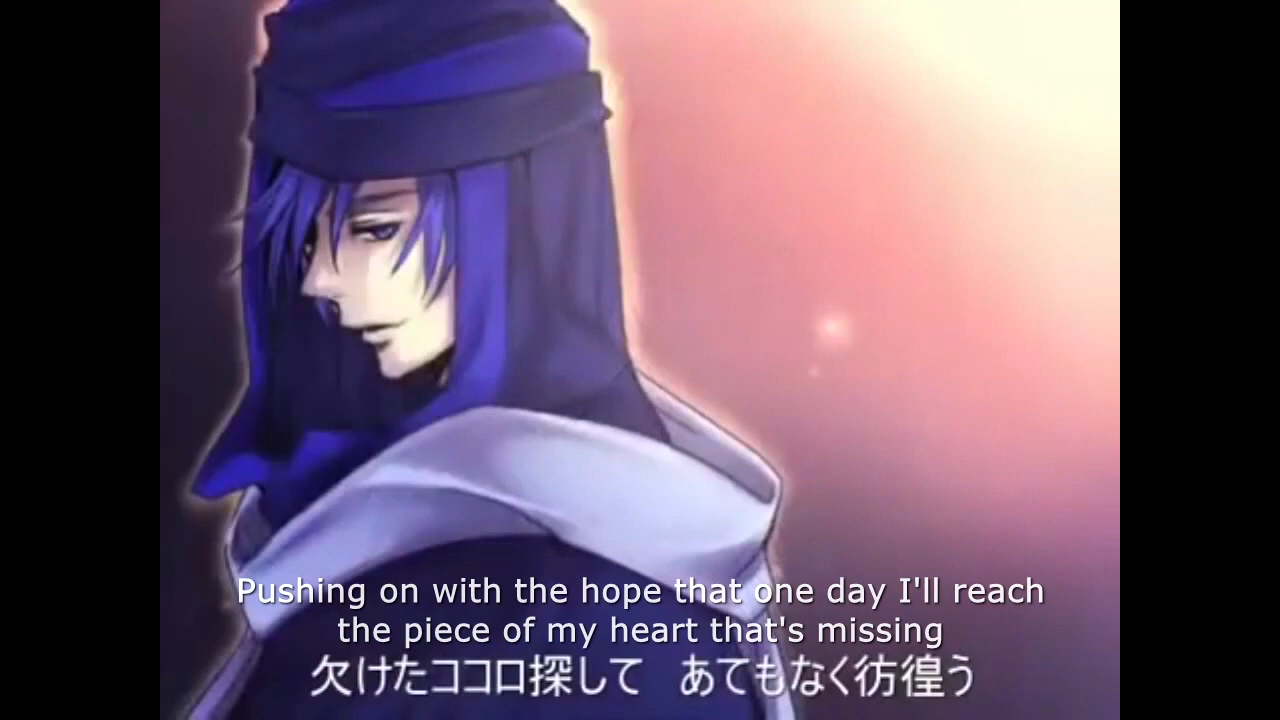 Pushing on with the hope that one day I'll reach
the piece of my heart that's missing
欠けたココロ探して　あてもなく彷徨う